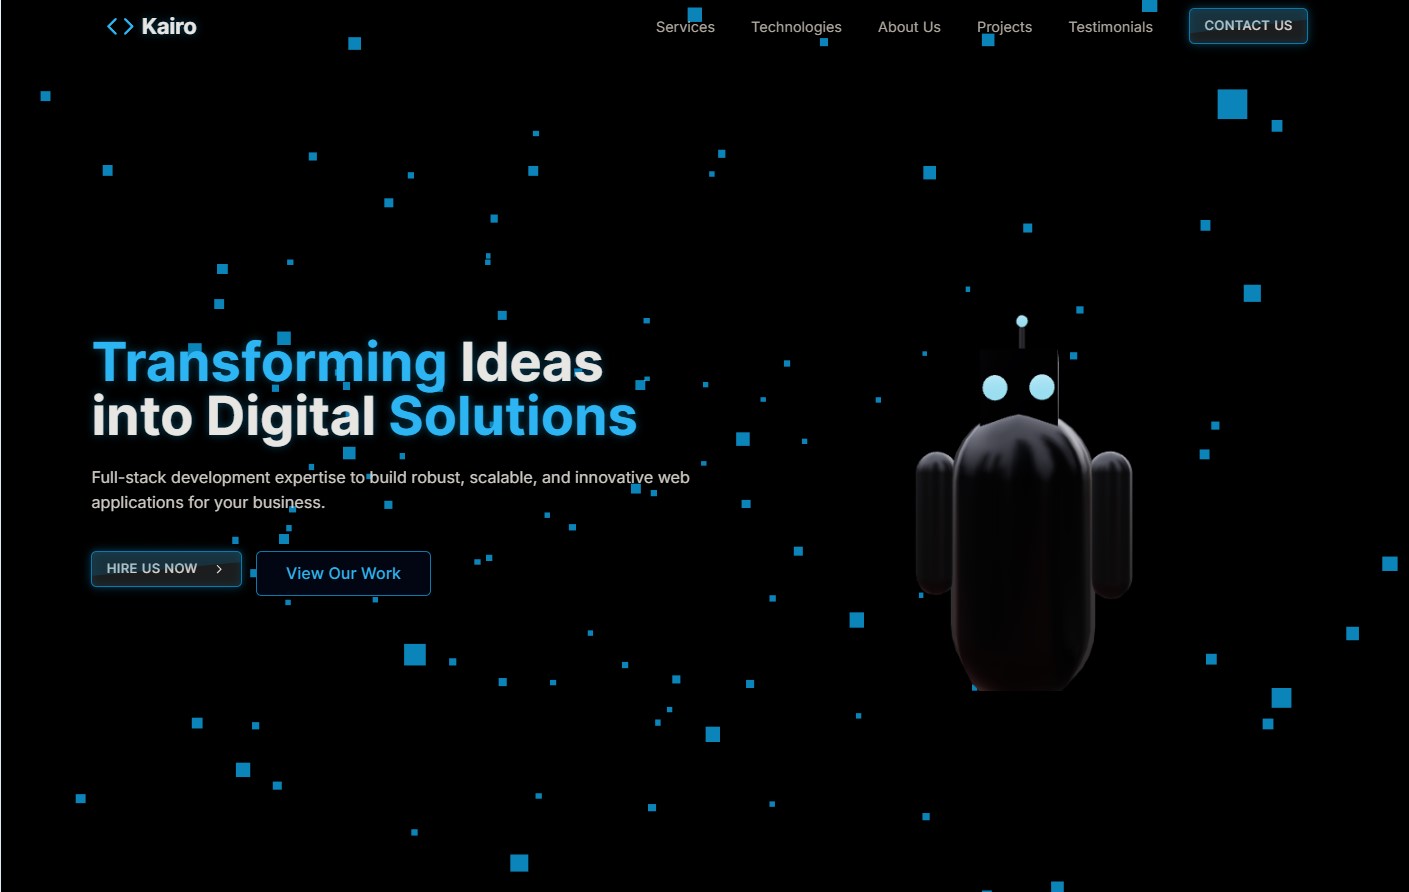 Kairo
Services
Technologies
About Us
Projects
Testimonials
CONTACT US
Transforming Ideas
into Digital Solutions
Full-stack development expertise to build robust, scalable, and innovative web
applications for your business.
HIRE US NOW
View Our Work